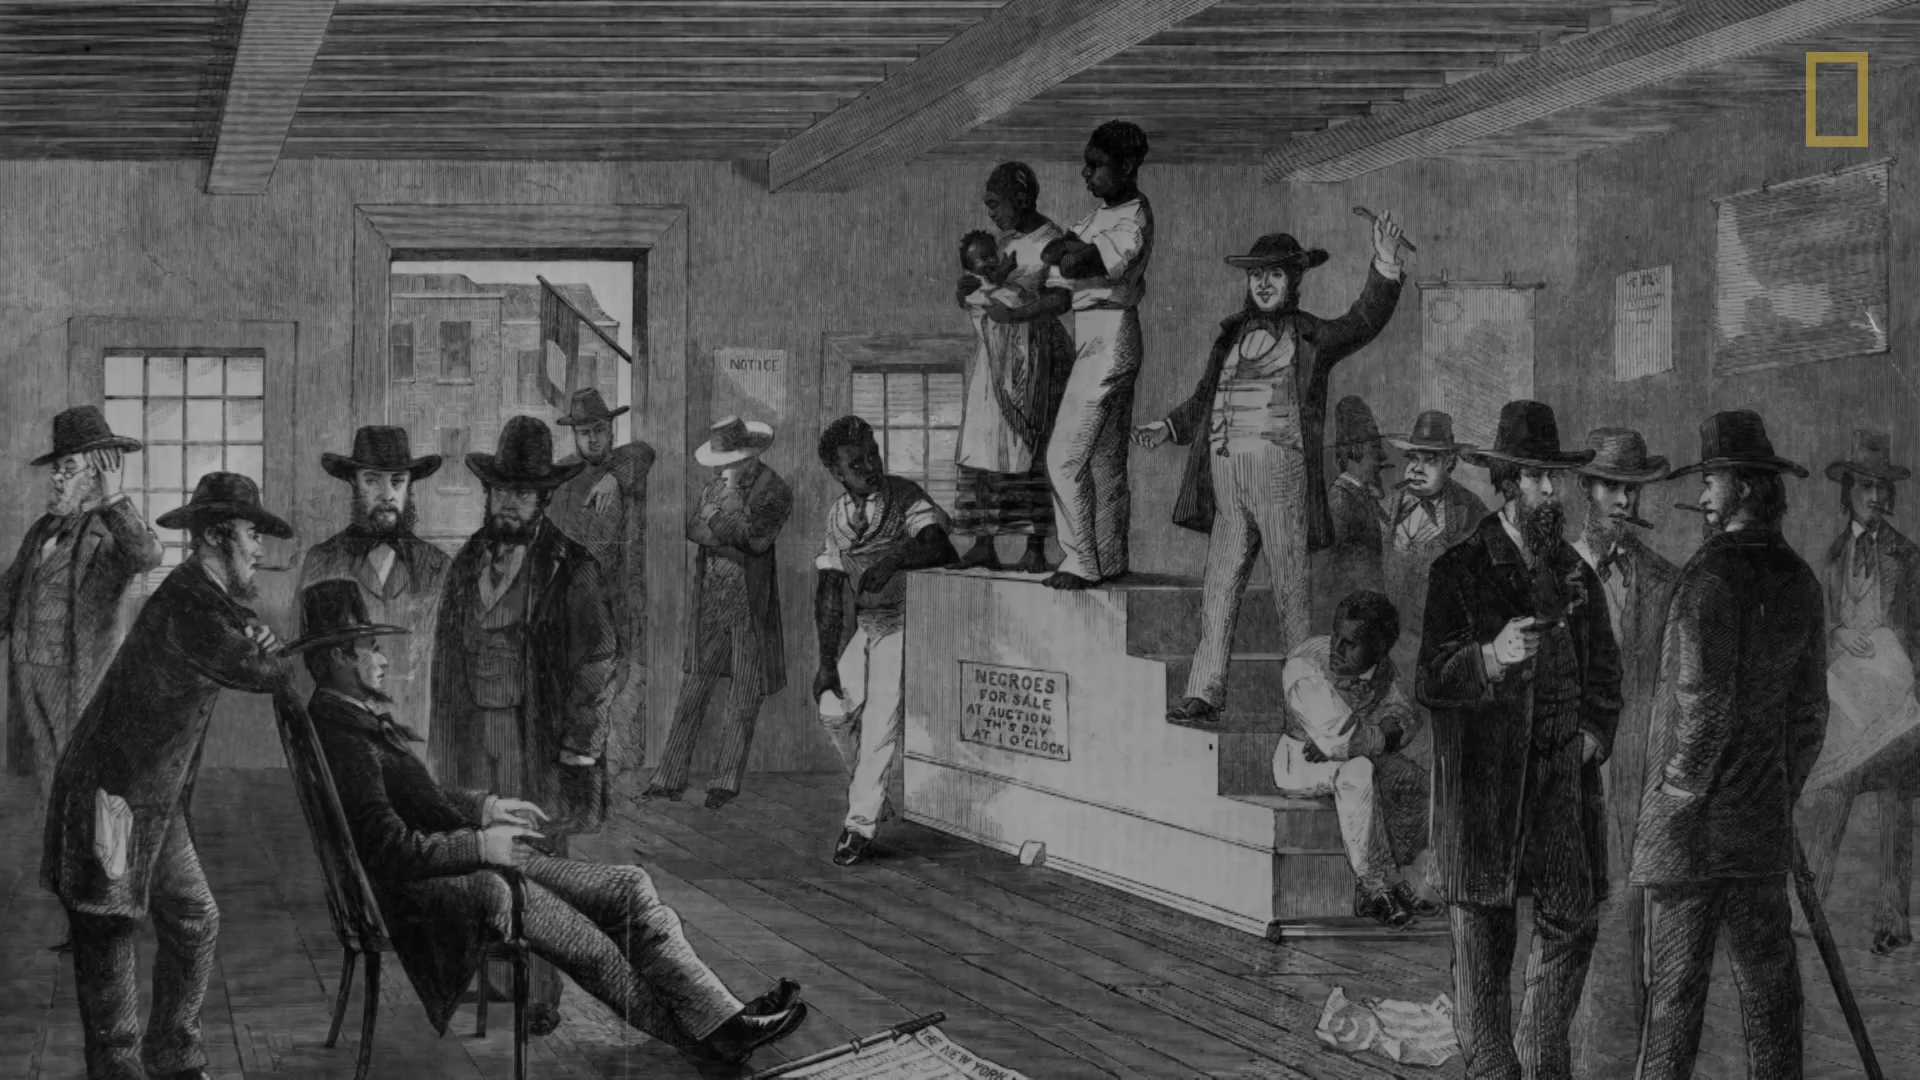 NOTICE
NEGROES
FOR SALE
AT AUCTION
TH'S DAY
AT 1 O'CLOCK
THE NEW YORK